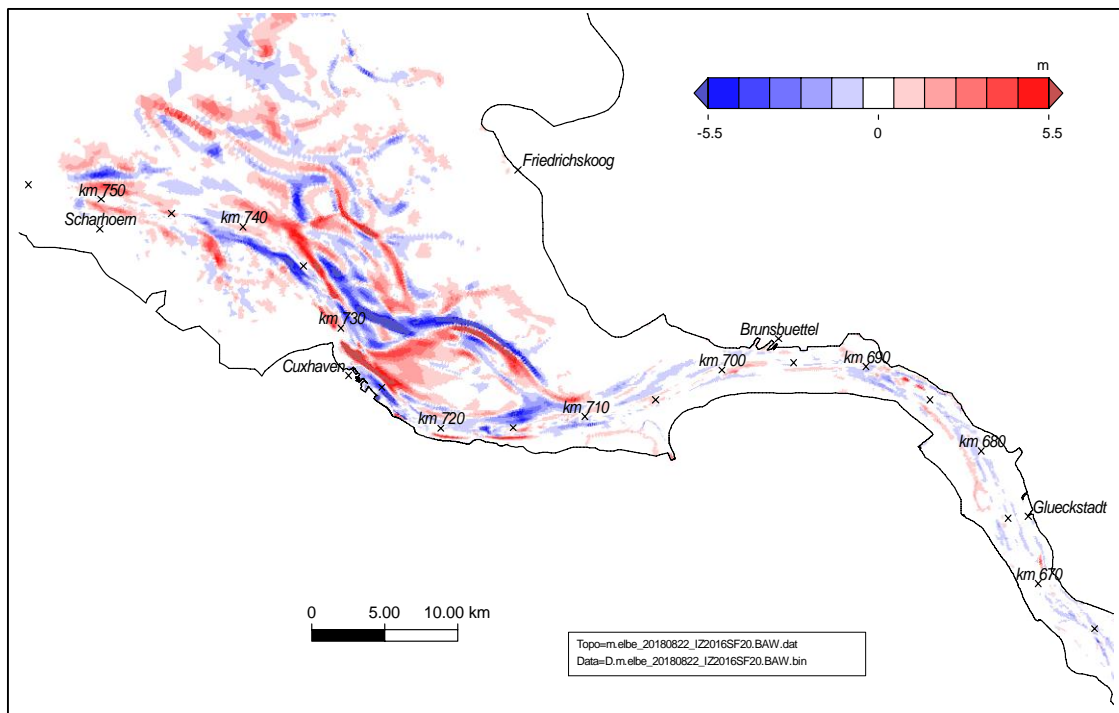 m
-5.5 0 5.5
Friedrichskoog
km 750
Scharhoern
km 740
km 730
Cuxhaven
km 720
km 710
Brunsbuettel
km 700
km 690
km 680
Glueckstadt
km 670
0 5.00 10.00 km
Topo=m.elbe_20180822_IZ2016SF20.BAW.dat
Data=D.m.elbe_20180822_IZ2016SF20.BAW.bin